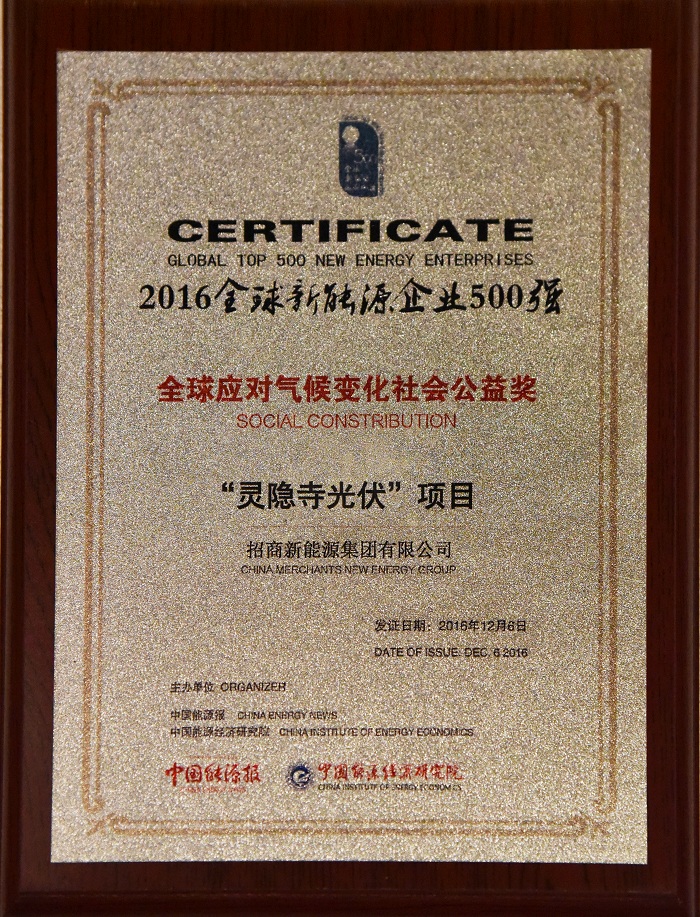 CERTIFICATE
GLOBAL TOP 500 NEW ENERGY ENTERPRISES
2016全球新能源企业500强
全球应对气候变化社会公益奖
SOCIAL CONSTRIBUTION
“灵隐寺光伏”项目
招商新能源集团有限公司
CHINA MERCHANTS NEW ENERGY GROUP
发证日期：2016年12月6日
DATE OF ISSUE: DEC. 6 2016
主办单位 ORGANIZER
中国能源报 CHINA ENERGY NEWS
中国能源经济研究院 CHINA INSTITUTE OF ENERGY ECONOMICS
中国能源报 中国能源经济研究院
CHINA INSTITUTE OF ENERGY ECONOMICS